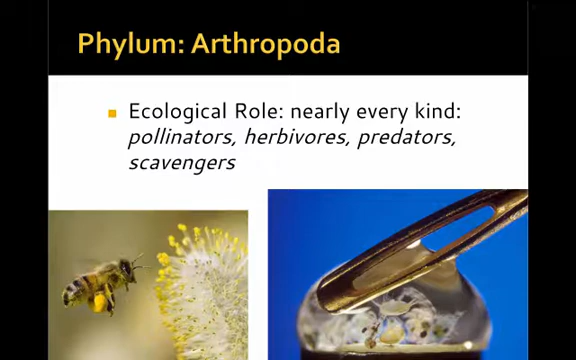 Phylum: Arthropoda
Ecological Role: nearly every kind:
pollinators, herbivores, predators,
scavengers